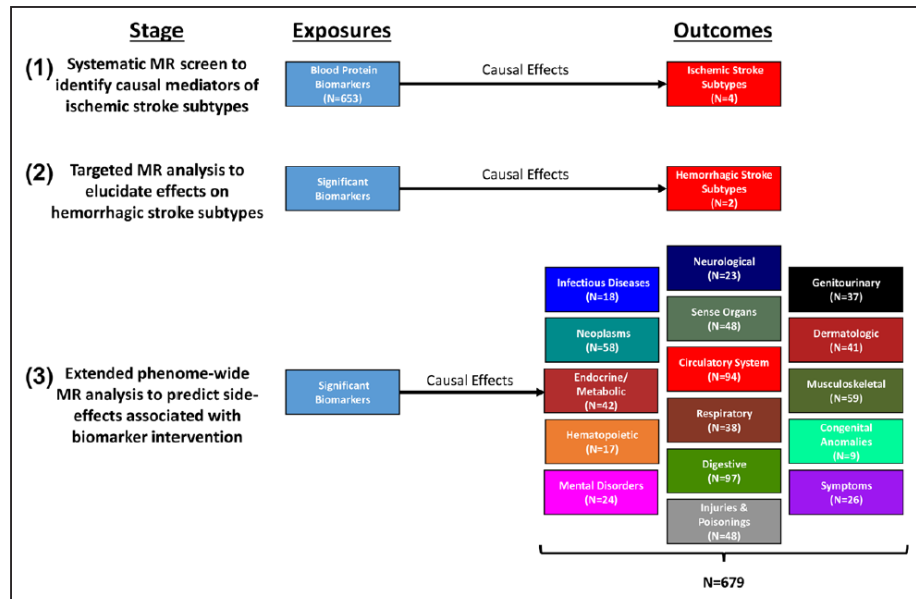 Stage
Exposures
Outcomes
(1)
Systematic MR screen to
identify causal mediators of
ischemic stroke subtypes
Blood Protein
Biomarkers
(N=653)
Causal Effects
Ischemic Stroke
Subtypes
(N=4)
(2)
Targeted MR analysis to
elucidate effects on
hemorrhagic stroke subtypes
Significant
Biomarkers
Causal Effects
Hemorrhagic Stroke
Subtypes
(N=2)
(3)
Extended phenome-wide
MR analysis to predict side-
effects associated with
biomarker intervention
Significant
Biomarkers
Causal Effects
Infectious Diseases
(N=18)
Neoplasms
(N=58)
Endocrine/
Metabolic
(N=42)
Hematopoietic
(N=17)
Mental Disorders
(N=24)
Neurological
(N=23)
Sense Organs
(N=48)
Circulatory System
(N=94)
Respiratory
(N=38)
Digestive
(N=97)
Injuries &
Poisonings
(N=48)
Genitourinary
(N=37)
Dermatologic
(N=41)
Musculoskeletal
(N=59)
Congenital
Anomalies
(N=9)
Symptoms
(N=26)
N=679